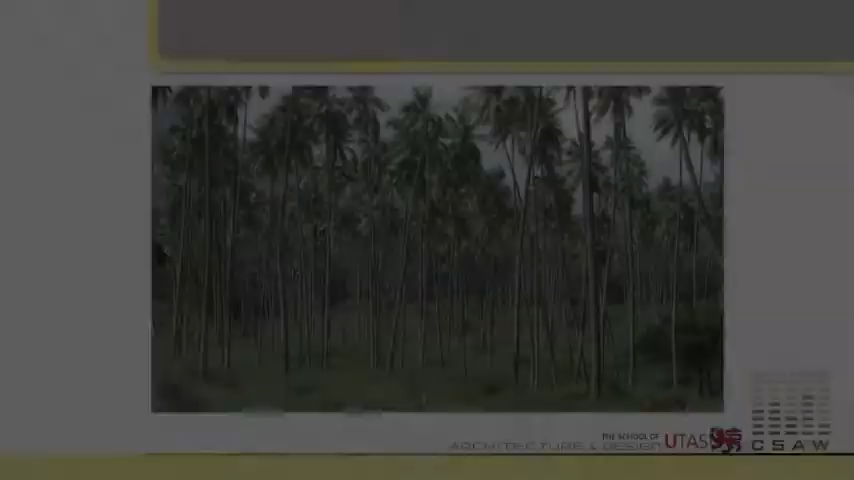 THE SCHOOL OF
ARCHITECTURE & DESIGN UTAS
CSAW